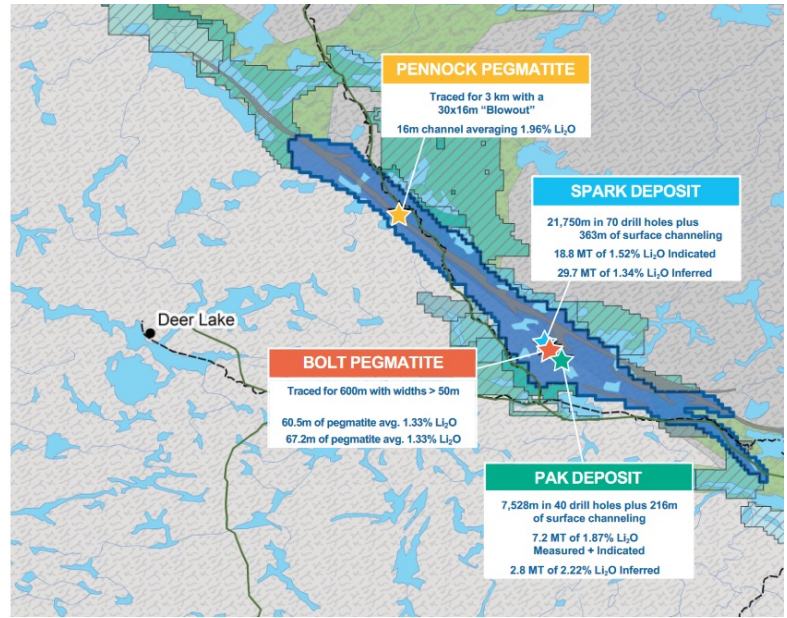 PENNOCK PEGMATITE
Traced for 3 km with a
30x16m “Blowout”
16m channel averaging 1.96% Li₂O
SPARK DEPOSIT
21,750m in 70 drill holes plus
363m of surface channeling
18.8 MT of 1.52% Li₂O Indicated
29.7 MT of 1.34% Li₂O Inferred
Deer Lake
BOLT PEGMATITE
Traced for 600m with widths > 50m
60.5m of pegmatite avg. 1.33% Li₂O
67.2m of pegmatite avg. 1.33% Li₂O
PAK DEPOSIT
7,528m in 40 drill holes plus 216m
of surface channeling
7.2 MT of 1.87% Li₂O
Measured + Indicated
2.8 MT of 2.22% Li₂O Inferred